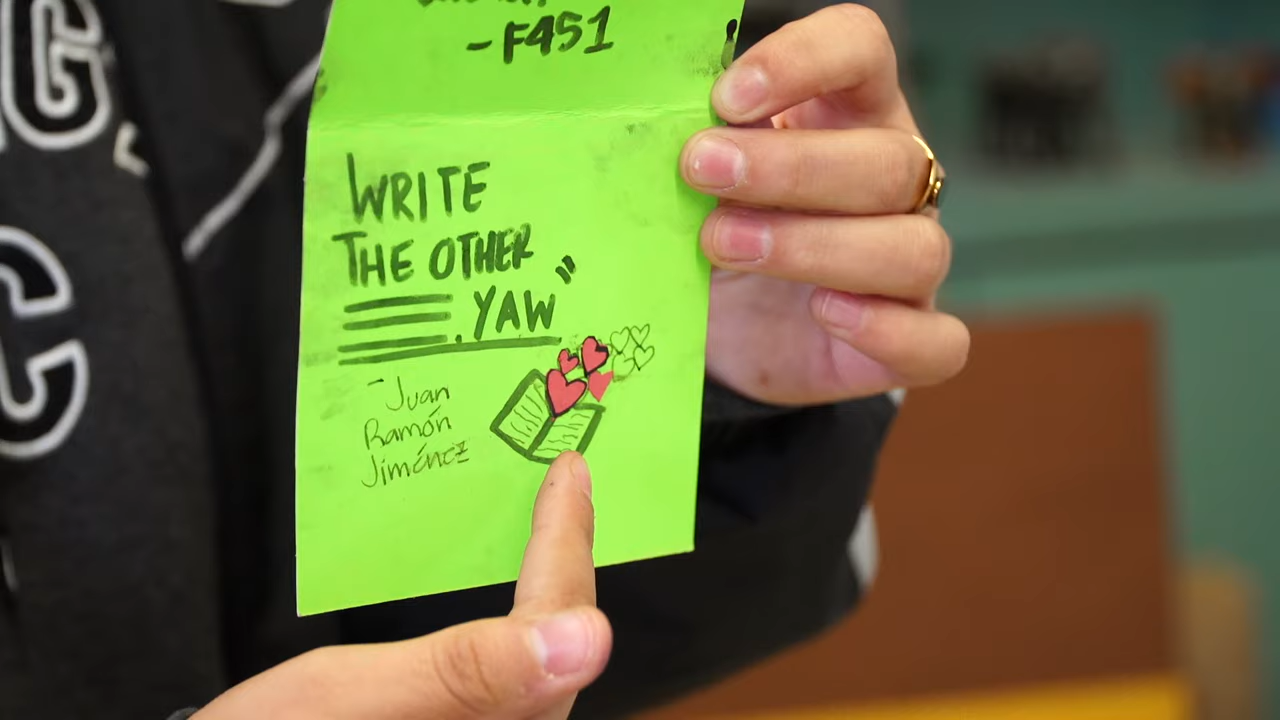 -F451
WRITE
THE OTHER
YAW"
- Juan
Ramón
Jiménez